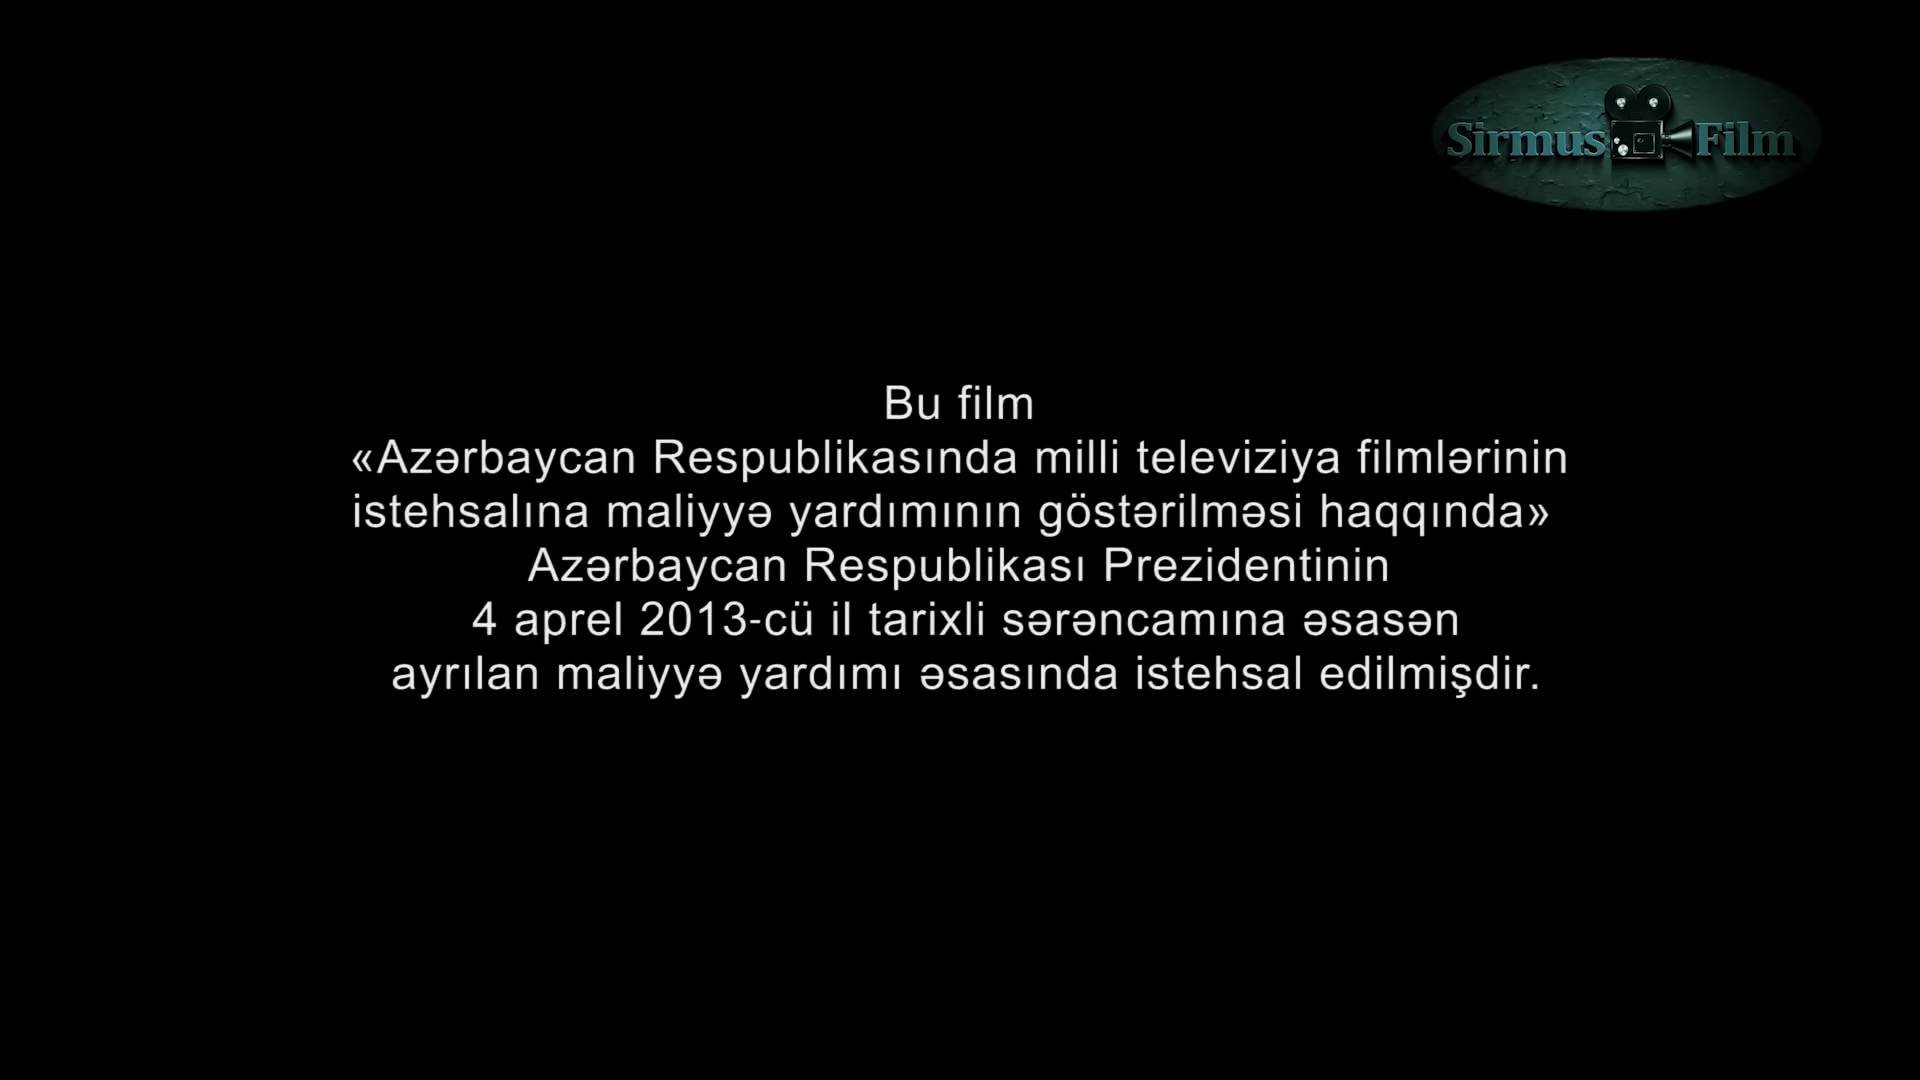 Sirmus Film
Bu film
«Azərbaycan Respublikasında milli televiziya filmlərinin
istehsalına maliyyə yardımının göstərilməsi haqqında»
Azərbaycan Respublikası Prezidentinin
4 aprel 2013-cü il tarixli sərəncamına əsasən
ayrılan maliyyə yardımı əsasında istehsal edilmişdir.